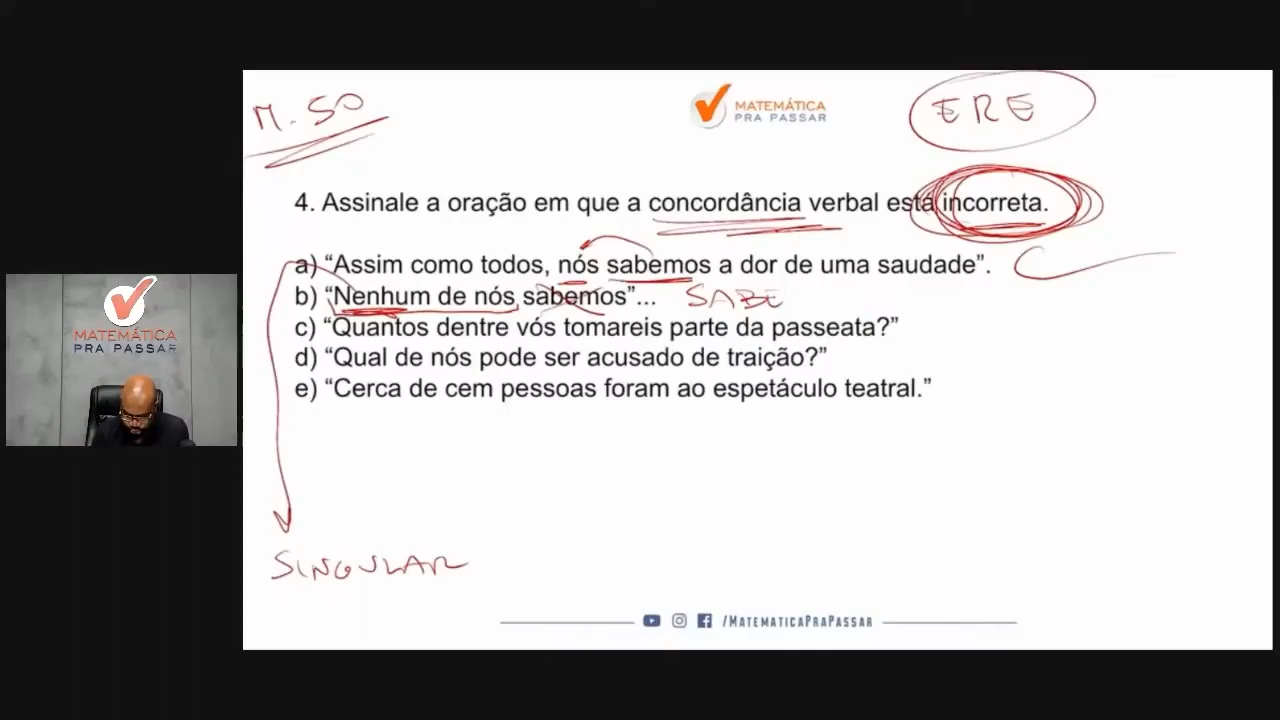 M. 50
MATEMÁTICA
PRA PASSAR
ERE
4. Assinale a oração em que a concordância verbal está incorreta.
a) “Assim como todos, nós sabemos a dor de uma saudade”.
b) “Nenhum de nós sabemos”... SABE
c) “Quantos dentre vós tomareis parte da passeata?”
d) “Qual de nós pode ser acusado de traição?”
e) “Cerca de cem pessoas foram ao espetáculo teatral.”
MATEMÁTICA
PRA PASSAR
SINGULAR
/MATEMATICAPRAPASSAR